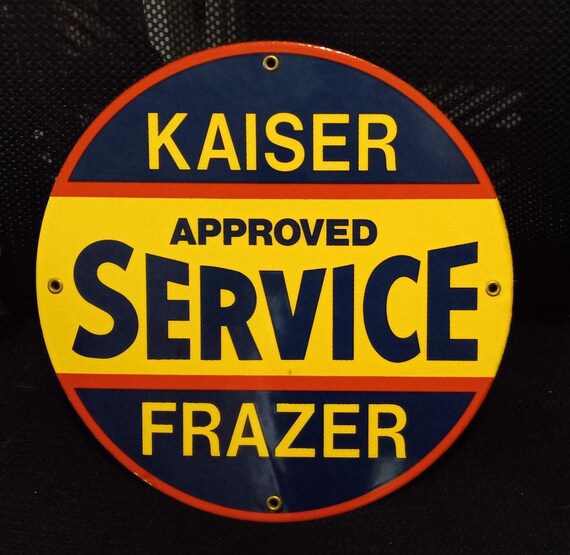 KAISER
APPROVED
SERVICE
FRAZER